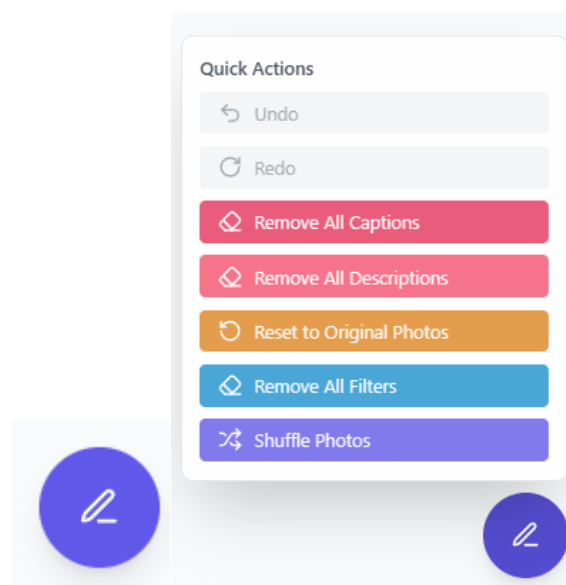 Quick Actions
Undo
Redo
Remove All Captions
Remove All Descriptions
Reset to Original Photos
Remove All Filters
Shuffle Photos